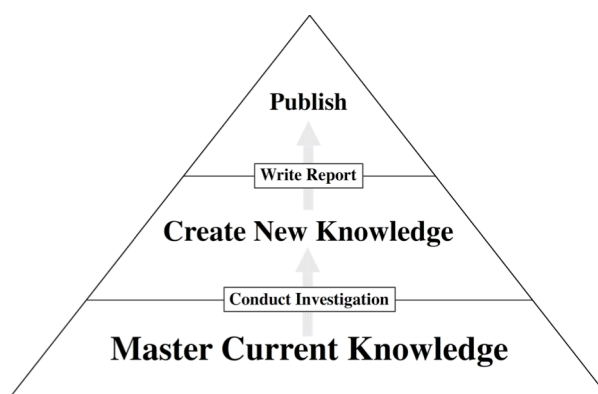 Publish
Write Report
Create New Knowledge
Conduct Investigation
Master Current Knowledge